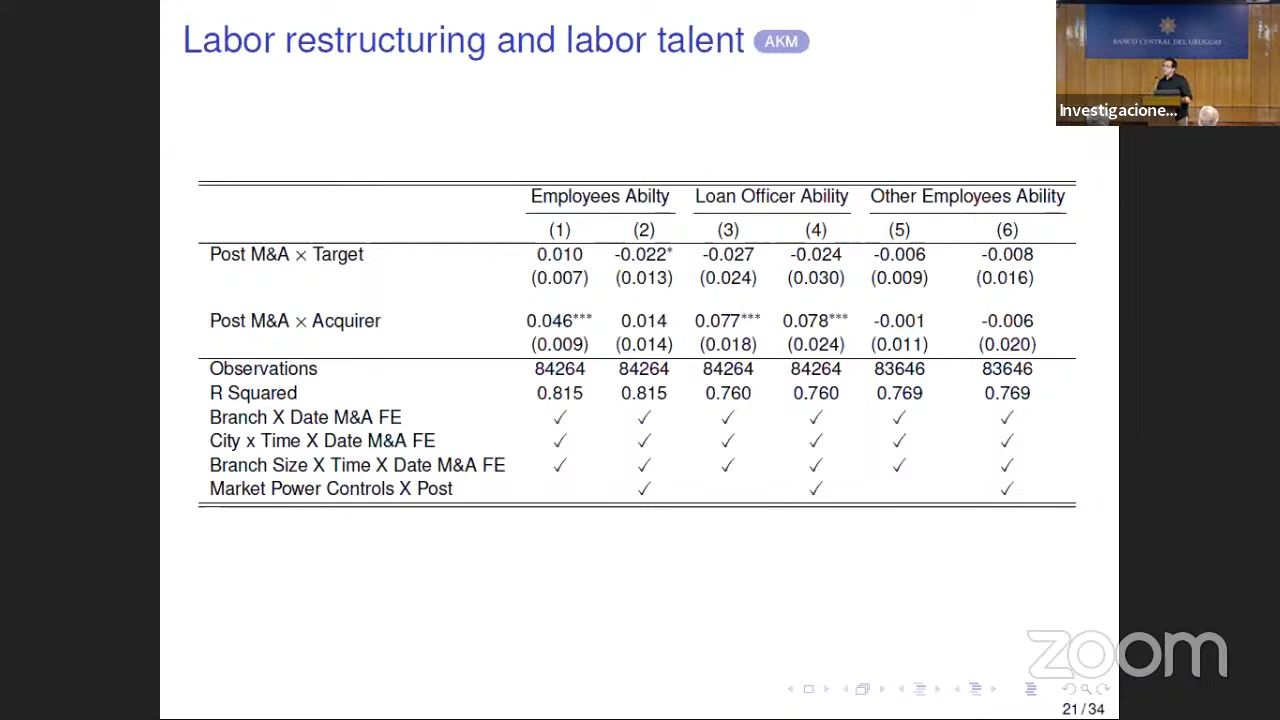 Labor restructuring and labor talent AKM
BANCO CENTRAL DEL URUGUAY
Investigacione...
Employees Abilty Loan Officer Ability Other Employees Ability
(1) (2) (3) (4) (5) (6)
Post M&A × Target 0.010 -0.022* -0.027 -0.024 -0.006 -0.008
(0.007) (0.013) (0.024) (0.030) (0.009) (0.016)
Post M&A × Acquirer 0.046*** 0.014 0.077*** 0.078*** -0.001 -0.006
(0.009) (0.014) (0.018) (0.024) (0.011) (0.020)
Observations 84264 84264 84264 84264 83646 83646
R Squared 0.815 0.815 0.760 0.760 0.769 0.769
Branch X Date M&A FE ✓ ✓ ✓ ✓ ✓ ✓
City x Time X Date M&A FE ✓ ✓ ✓ ✓ ✓ ✓
Branch Size X Time X Date M&A FE ✓ ✓ ✓ ✓ ✓ ✓
Market Power Controls X Post ✓ ✓ ✓
zoom
21/34